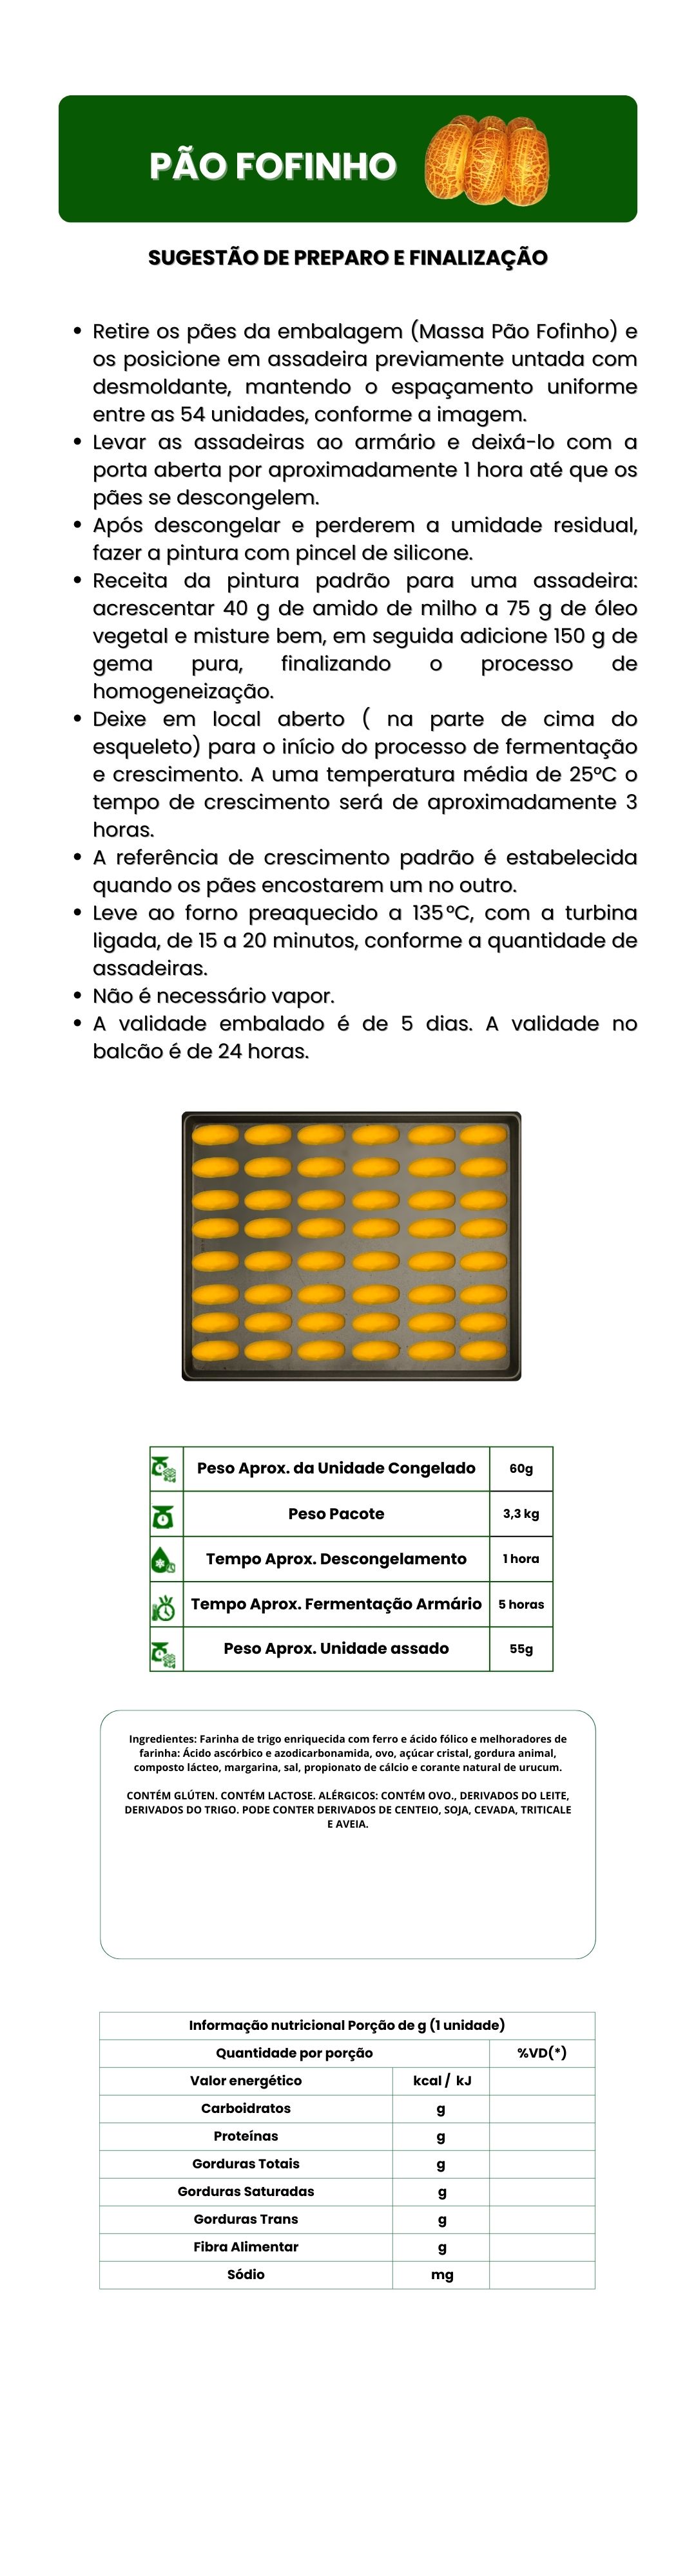 PÃO FOFINHO
SUGESTÃO DE PREPARO E FINALIZAÇÃO
• Retire os pães da embalagem (Massa Pão Fofinho) e
os posicione em assadeira previamente untada com
desmoldante, mantendo o espaçamento uniforme
entre as 54 unidades, conforme a imagem.
• Levar as assadeiras ao armário e deixá-lo com a
porta aberta por aproximadamente 1 hora até que os
pães se descongelem.
• Após descongelar e perderem a umidade residual,
fazer a pintura com pincel de silicone.
• Receita da pintura padrão para uma assadeira:
acrescentar 40 g de amido de milho a 75 g de óleo
vegetal e misture bem, em seguida adicione 150 g de
gema pura, finalizando o processo de
homogeneização.
• Deixe em local aberto ( na parte de cima do
esqueleto) para o início do processo de fermentação
e crescimento. A uma temperatura média de 25°C o
tempo de crescimento será de aproximadamente 3
horas.
• A referência de crescimento padrão é estabelecida
quando os pães encostarem um no outro.
• Leve ao forno preaquecido a 135°C, com a turbina
ligada, de 15 a 20 minutos, conforme a quantidade de
assadeiras.
• Não é necessário vapor.
• A validade embalado é de 5 dias. A validade no
balcão é de 24 horas.
Peso Aprox. da Unidade Congelado 60g
Peso Pacote 3,3 kg
Tempo Aprox. Descongelamento 1 hora
Tempo Aprox. Fermentação Armário 5 horas
Peso Aprox. Unidade assado 55g
Ingredientes: Farinha de trigo enriquecida com ferro e ácido fólico e melhoradores de
farinha: Ácido ascórbico e azodicarbonamida, ovo, açúcar cristal, gordura animal,
composto lácteo, margarina, sal, propionato de cálcio e corante natural de urucum.
CONTÉM GLÚTEN. CONTÉM LACTOSE. ALÉRGICOS: CONTÉM OVO., DERIVADOS DO LEITE,
DERIVADOS DO TRIGO. PODE CONTER DERIVADOS DE CENTEIO, SOJA, CEVADA, TRITICALE
E AVEIA.
Informação nutricional Porção de g (1 unidade)
Quantidade por porção %VD(*)
Valor energético kcal / kJ
Carboidratos g
Proteínas g
Gorduras Totais g
Gorduras Saturadas g
Gorduras Trans g
Fibra Alimentar g
Sódio mg